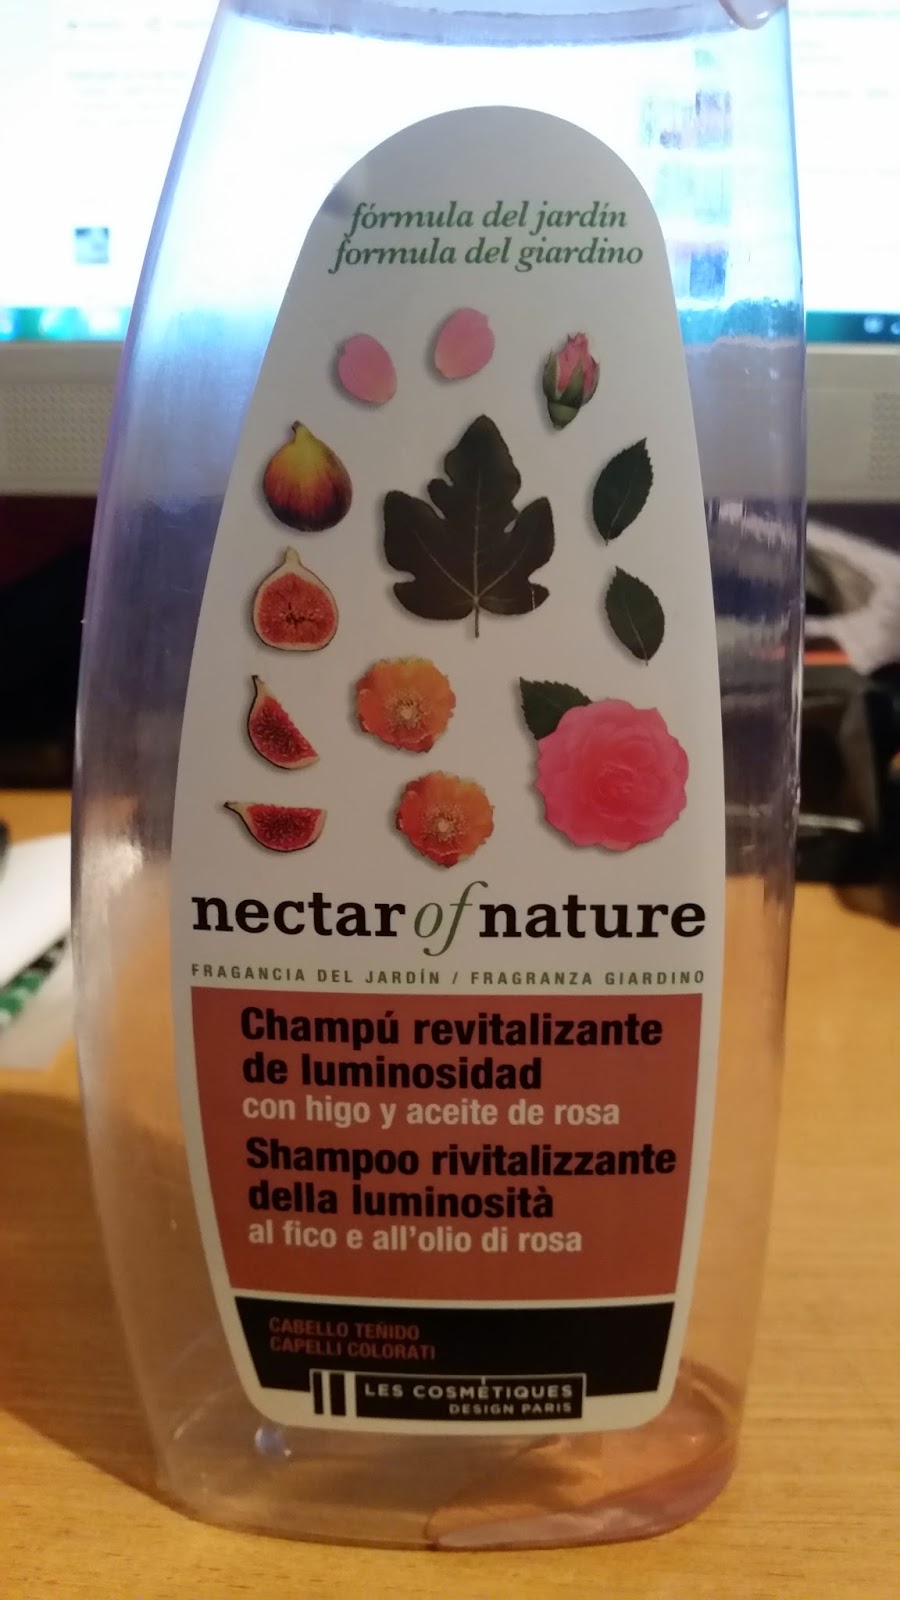 fórmula del jardín
formula del giardino
nectar of nature
FRAGANCIA DEL JARDÍN / FRAGRANZA GIARDINO
Champú revitalizante
de luminosidad
con higo y aceite de rosa
Shampoo rivitalizzante
della luminosità
al fico e all'olio di rosa
CABELLO TEÑIDO
CAPELLI COLORATI
LES COSMÉTIQUES
DESIGN PARIS